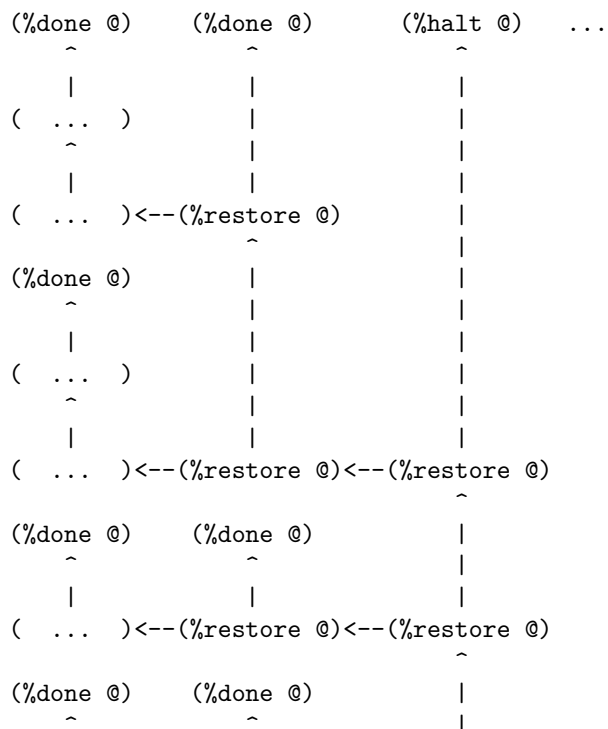 (%done @)     (%done @)       (%halt @)   ...
    ^             ^               ^
    |             |               |
(  ...  )         |               |
    ^             |               |
    |             |               |
(  ...  )<--(%restore @)          |
                  ^               |
(%done @)         |               |
    ^             |               |
    |             |               |
(  ...  )         |               |
    ^             |               |
    |             |               |
(  ...  )<--(%restore @)<--(%restore @)
                                  ^
(%done @)     (%done @)           |
    ^             ^               |
    |             |               |
(  ...  )<--(%restore @)<--(%restore @)
                                  ^
(%done @)     (%done @)           |
    ^             ^               |